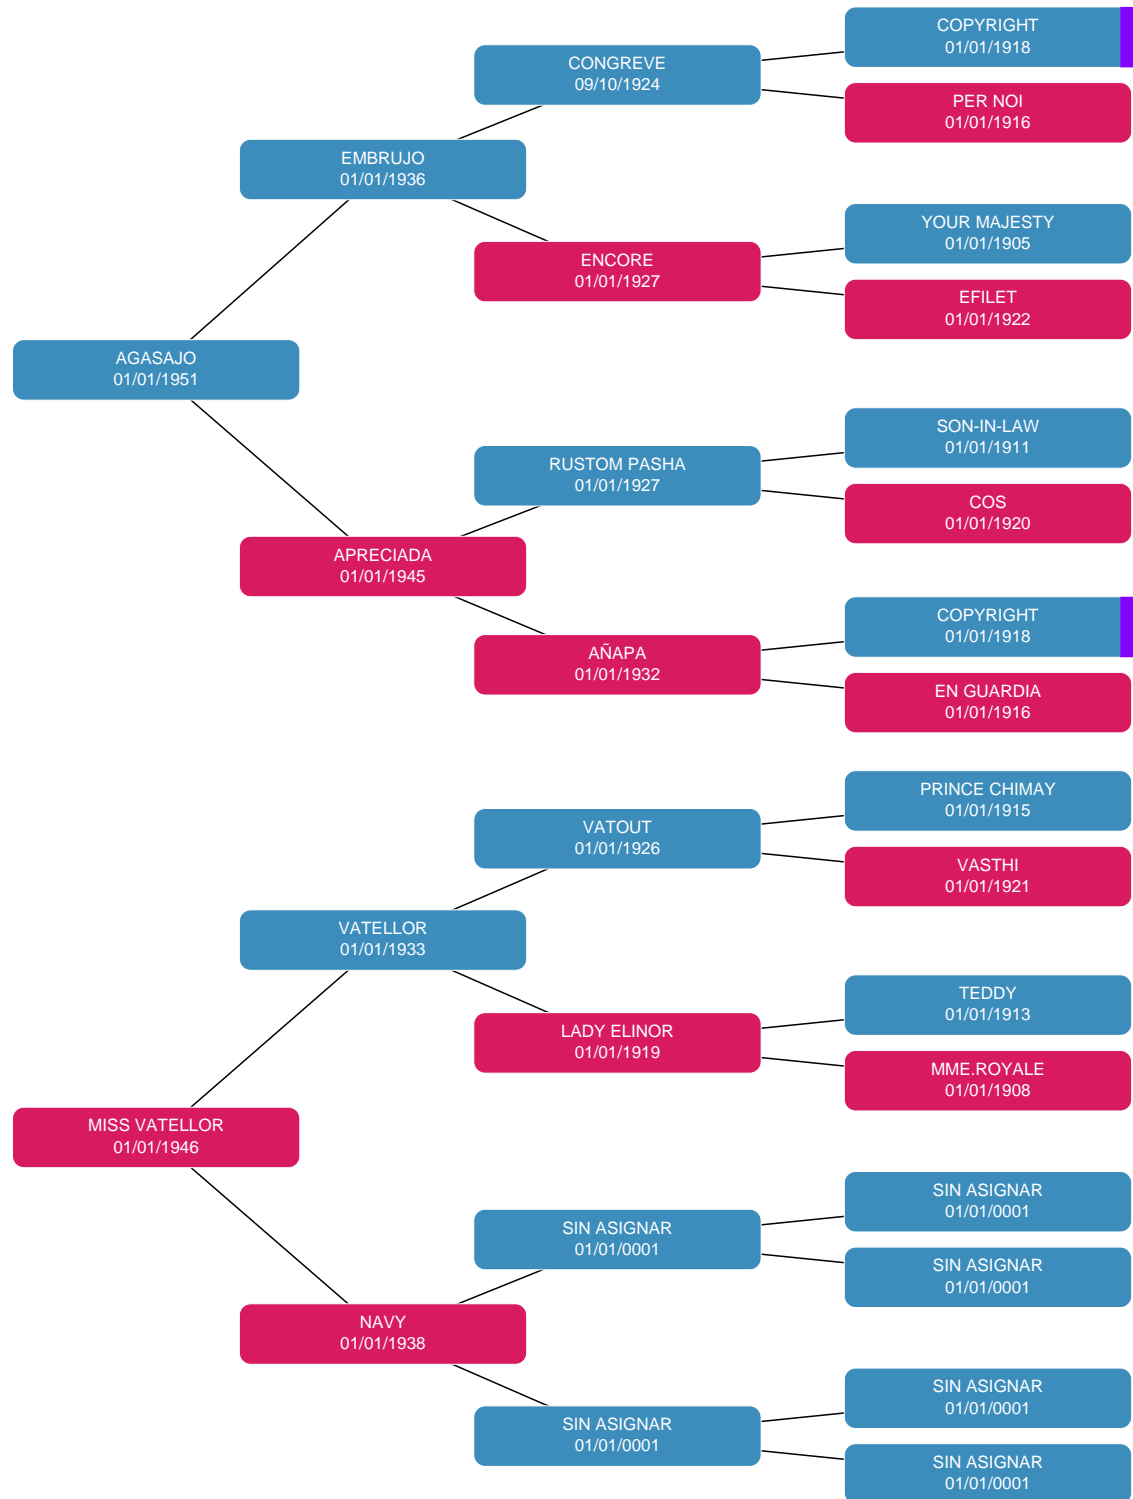 COPYRIGHT
01/01/1918
CONGREVE
09/10/1924
PER NOI
01/01/1916
EMBRUJO
01/01/1936
YOUR MAJESTY
01/01/1905
ENCORE
01/01/1927
EFILET
01/01/1922
AGASAJO
01/01/1951
SON-IN-LAW
01/01/1911
RUSTOM PASHA
01/01/1927
COS
01/01/1920
APRECIADA
01/01/1945
COPYRIGHT
01/01/1918
AÑAPA
01/01/1932
EN GUARDIA
01/01/1916
PRINCE CHIMAY
01/01/1915
VATOUT
01/01/1926
VASTHI
01/01/1921
VATELLOR
01/01/1933
TEDDY
01/01/1913
LADY ELINOR
01/01/1919
MME.ROYALE
01/01/1908
MISS VATELLOR
01/01/1946
SIN ASIGNAR
01/01/0001
SIN ASIGNAR
01/01/0001
SIN ASIGNAR
01/01/0001
NAVY
01/01/1938
SIN ASIGNAR
01/01/0001
SIN ASIGNAR
01/01/0001
SIN ASIGNAR
01/01/0001